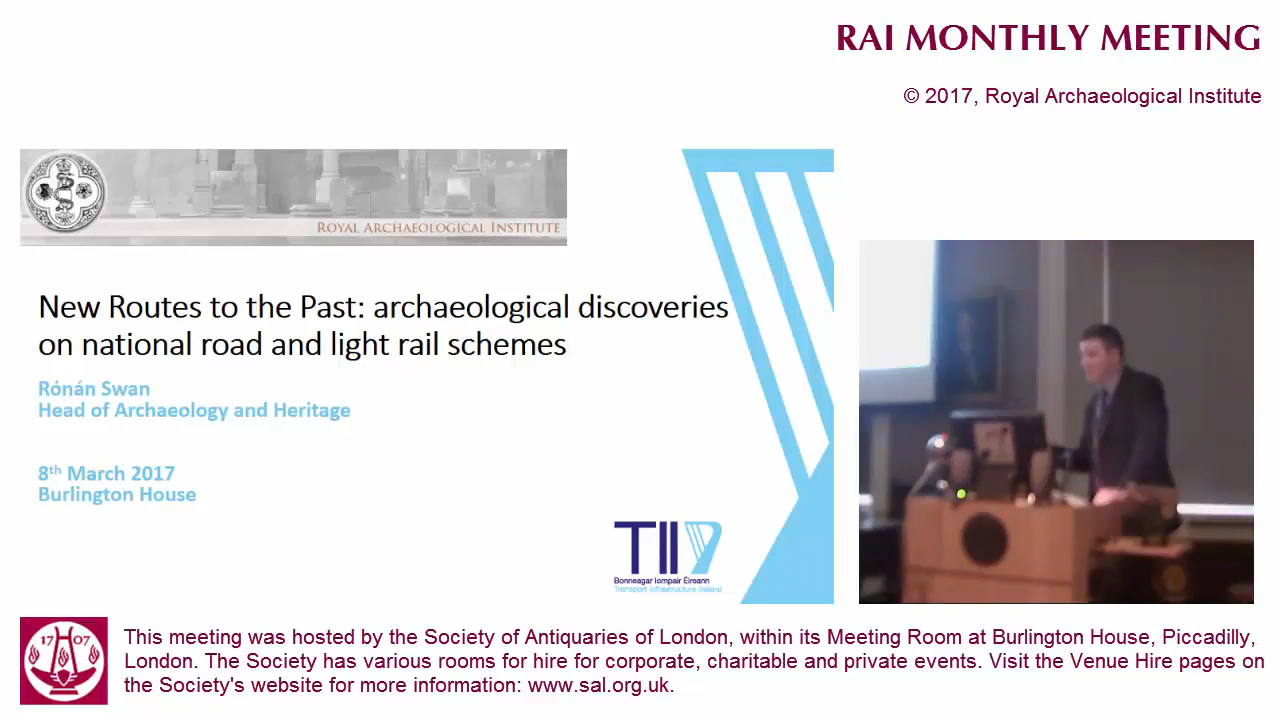 RAI MONTHLY MEETING
© 2017, Royal Archaeological Institute
ROYAL ARCHAEOLOGICAL INSTITUTE
New Routes to the Past: archaeological discoveries
on national road and light rail schemes
Rónán Swan
Head of Archaeology and Heritage
8th March 2017
Burlington House
TII
Bonneagar Iompair Éireann
Transport Infrastructure Ireland
1707
This meeting was hosted by the Society of Antiquaries of London, within its Meeting Room at Burlington House, Piccadilly,
London. The Society has various rooms for hire for corporate, charitable and private events. Visit the Venue Hire pages on
the Society's website for more information: www.sal.org.uk.